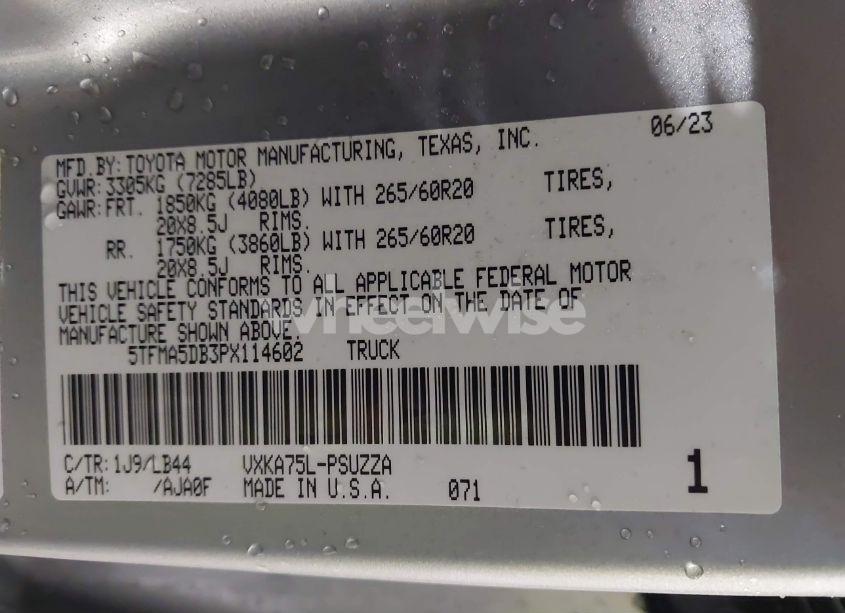 06/23
MFD.BY:TOYOTA MOTOR MANUFACTURING, TEXAS, INC.
GVWR:3305KG (7285LB)
GAWR:FRT. 1850KG (4080LB) WITH 265/60R20 TIRES,
20X8.5J RIMS.
RR. 1750KG (3860LB) WITH 265/60R20 TIRES,
20X8.5J RIMS.
THIS VEHICLE CONFORMS TO ALL APPLICABLE FEDERAL MOTOR
VEHICLE SAFETY STANDARDS IN EFFECT ON THE DATE OF
MANUFACTURE SHOWN ABOVE.
wheelwise
5TFMA5DB3PX114602 TRUCK
C/TR:1J9/LB44 VXKA75L-PSUZZA
A/TM: /AJA0F MADE IN U.S.A. 071 1